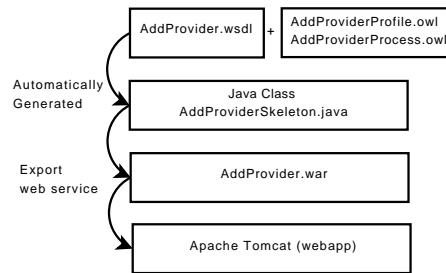 AddProvider.wsdl
+
AddProviderProfile.owl
AddProviderProcess.owl
Automatically
Generated
Java Class
AddProviderSkeleton.java
Export
web service
AddProvider.war
Apache Tomcat (webapp)